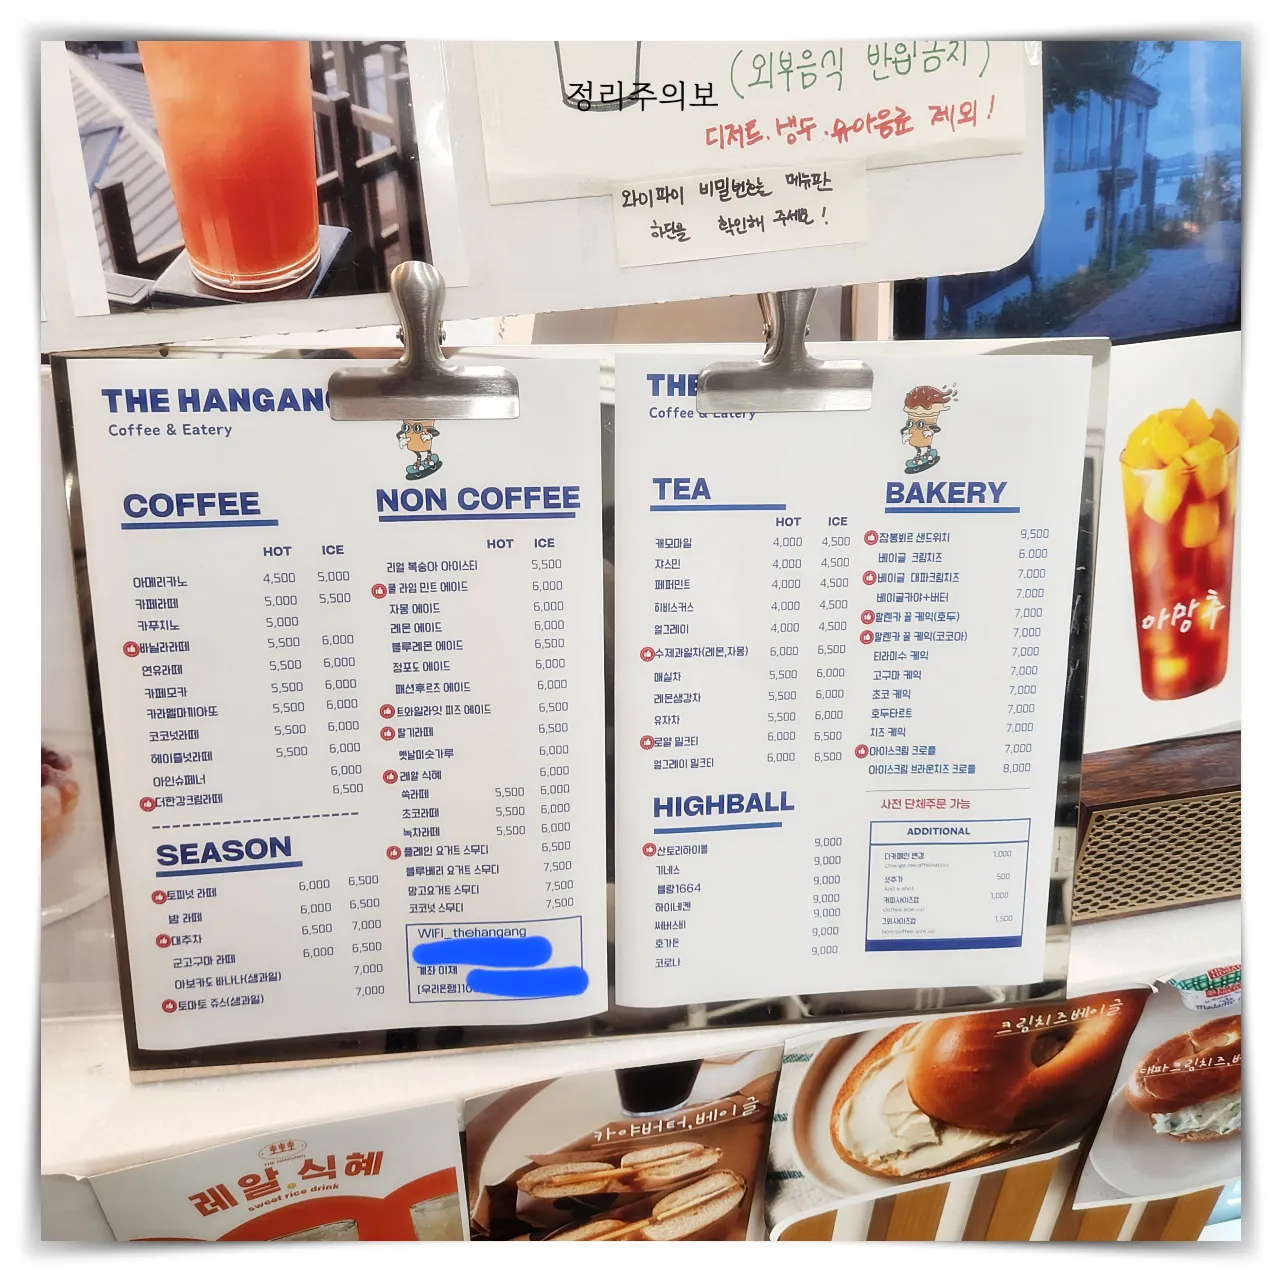 (외부음식 반입금지)
정리주의보
디저트.냉수.유아음료 제외!
와이파이 비밀번호는 메뉴판
하단을 확인해 주세요!
THE HANGANG
Coffee & Eatery
COFFEE
HOT ICE
아메리카노 4,500 5,000
카페라떼 5,000 5,500
카푸치노 5,000
바닐라라떼 5,500 6,000
연유라떼 5,500 6,000
카페모카 5,500 6,000
카라멜마끼아또 5,500 6,000
코코넛라떼 5,500 6,000
헤이즐넛라떼 5,500 6,000
아인슈페너 6,000
더한강크림라떼 6,500
SEASON
토피넛 라떼 6,000 6,500
밤 라떼 6,000 6,500
대추차 6,500 7,000
군고구마 라떼 6,000 6,500
아보카도 바나나(생과일) 7,000
토마토 쥬스(생과일) 7,000
NON COFFEE
HOT ICE
리얼 복숭아 아이스티 5,500
쿨 라임 민트 에이드 6,000
자몽 에이드 6,000
레몬 에이드 6,000
블루레몬 에이드 6,500
청포도 에이드 6,000
패션후르츠 에이드 6,000
트와일라잇 피즈 에이드 6,500
딸기라떼 6,500
옛날미숫가루 6,000
레알 식혜 6,000
쑥라떼 5,500 6,000
초코라떼 5,500 6,000
녹차라떼 5,500 6,000
플레인 요거트 스무디 6,500
블루베리 요거트 스무디 7,500
망고요거트 스무디 7,500
코코넛 스무디 7,500
WIFI_thehangang
계좌 이체
[우리은행]10
THE
Coffee & Eatery
TEA
HOT ICE
캐모마일 4,000 4,500
쟈스민 4,000 4,500
페퍼민트 4,000 4,500
히비스커스 4,000 4,500
얼그레이 4,000 4,500
수제과일차(레몬,자몽) 6,000 6,500
매실차 5,500 6,000
레몬생강차 5,500 6,000
유자차 5,500 6,000
로얄 밀크티 6,000 6,500
얼그레이 밀크티 6,000 6,500
HIGHBALL
산토리하이볼 9,000
기네스 9,000
블랑1664 9,000
하이네켄 9,000
써버스비 9,000
호가든 9,000
코로나 9,000
BAKERY
잠봉뵈르 샌드위치 9,500
베이글 크림치즈 6.000
베이글 대파크림치즈 7.000
베이글카야+버터 7.000
말렌카 꿀 케익(호두) 7,000
말렌카 꿀 케익(코코아) 7,000
티라미수 케익 7,000
고구마 케익 7,000
초코 케익 7,000
호두타르트 7,000
치즈 케익 7,000
아이스크림 크로플 7,000
아이스크림 브라운치즈 크로플 8,000
사전 단체주문 가능
ADDITIONAL
디카페인 변경 1,000
Change decaffeination
샷추가 500
Add a shot
커피사이즈업 1,000
Coffee size-up
그외사이즈업 1,500
Non-coffee size up
아망추
뽀뽀뽀
THE HANGANG
레알 식혜
sweet rice drink
카야버터,베이글
크림치즈베이글
대파크림치즈,베